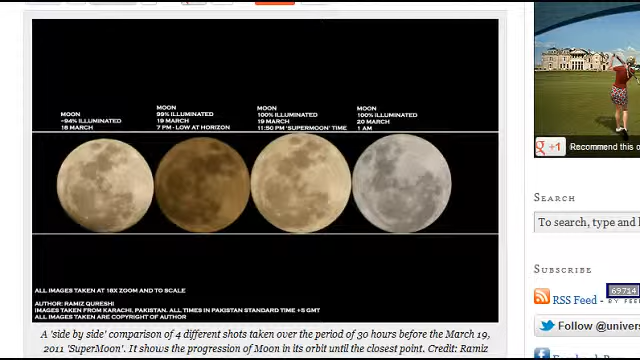 MOON
~94% ILLUMINATED
18 MARCH
MOON
99% ILLUMINATED
19 MARCH
7 PM - LOW AT HORIZON
MOON
100% ILLUMINATED
19 MARCH
11:50 PM 'SUPERMOON' TIME
MOON
100% ILLUMINATED
20 MARCH
1 AM
ALL IMAGES TAKEN AT 18X ZOOM AND TO SCALE
AUTHOR: RAMIZ QURESHI
IMAGES TAKEN FROM KARACHI, PAKISTAN. ALL TIMES IN PAKISTAN STANDARD TIME +5 GMT
ALL IMAGES ARE COPYRIGHT OF AUTHOR
A 'side by side' comparison of 4 different shots taken over the period of 30 hours before the March 19,
2011 'SuperMoon'. It shows the progression of Moon in its orbit until the closest point. Credit: Ramiz
g +1 Recommend this o
SEARCH
To search, type and h
SUBSCRIBE
RSS Feed -
69714
BY FEE
Follow @univers